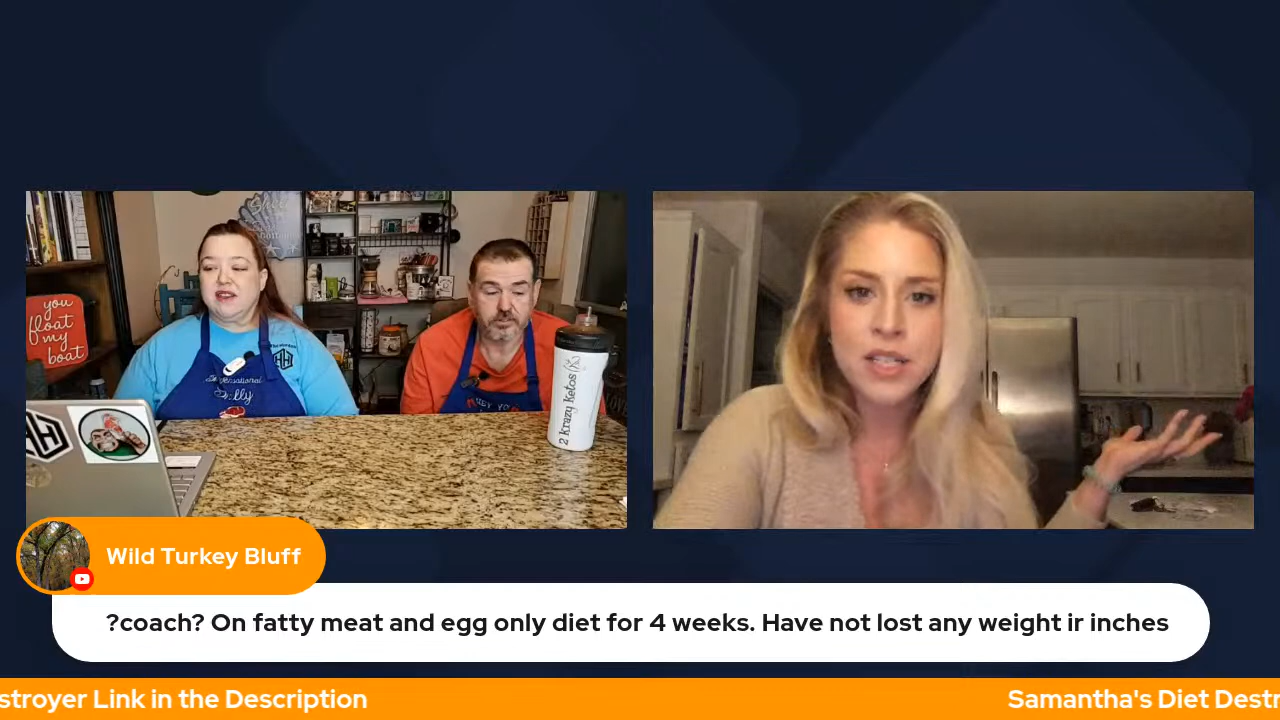 you
float
my
boat
2 Krazy Ketos
Wild Turkey Bluff
?coach? On fatty meat and egg only diet for 4 weeks. Have not lost any weight ir inches
stroyer Link in the Description
Samantha's Diet Destr